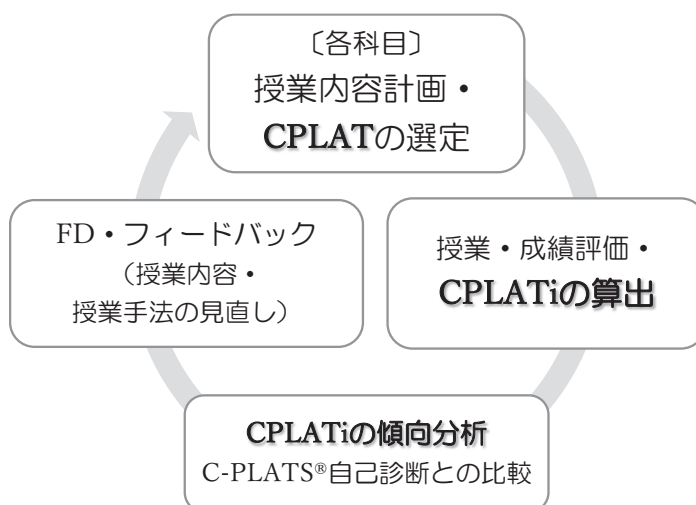 〔各科目〕
授業内容計画・
CPLATの選定
授業・成績評価・
CPLATiの算出
CPLATiの傾向分析
C-PLATS®自己診断との比較
FD・フィードバック
（授業内容・
授業手法の見直し）